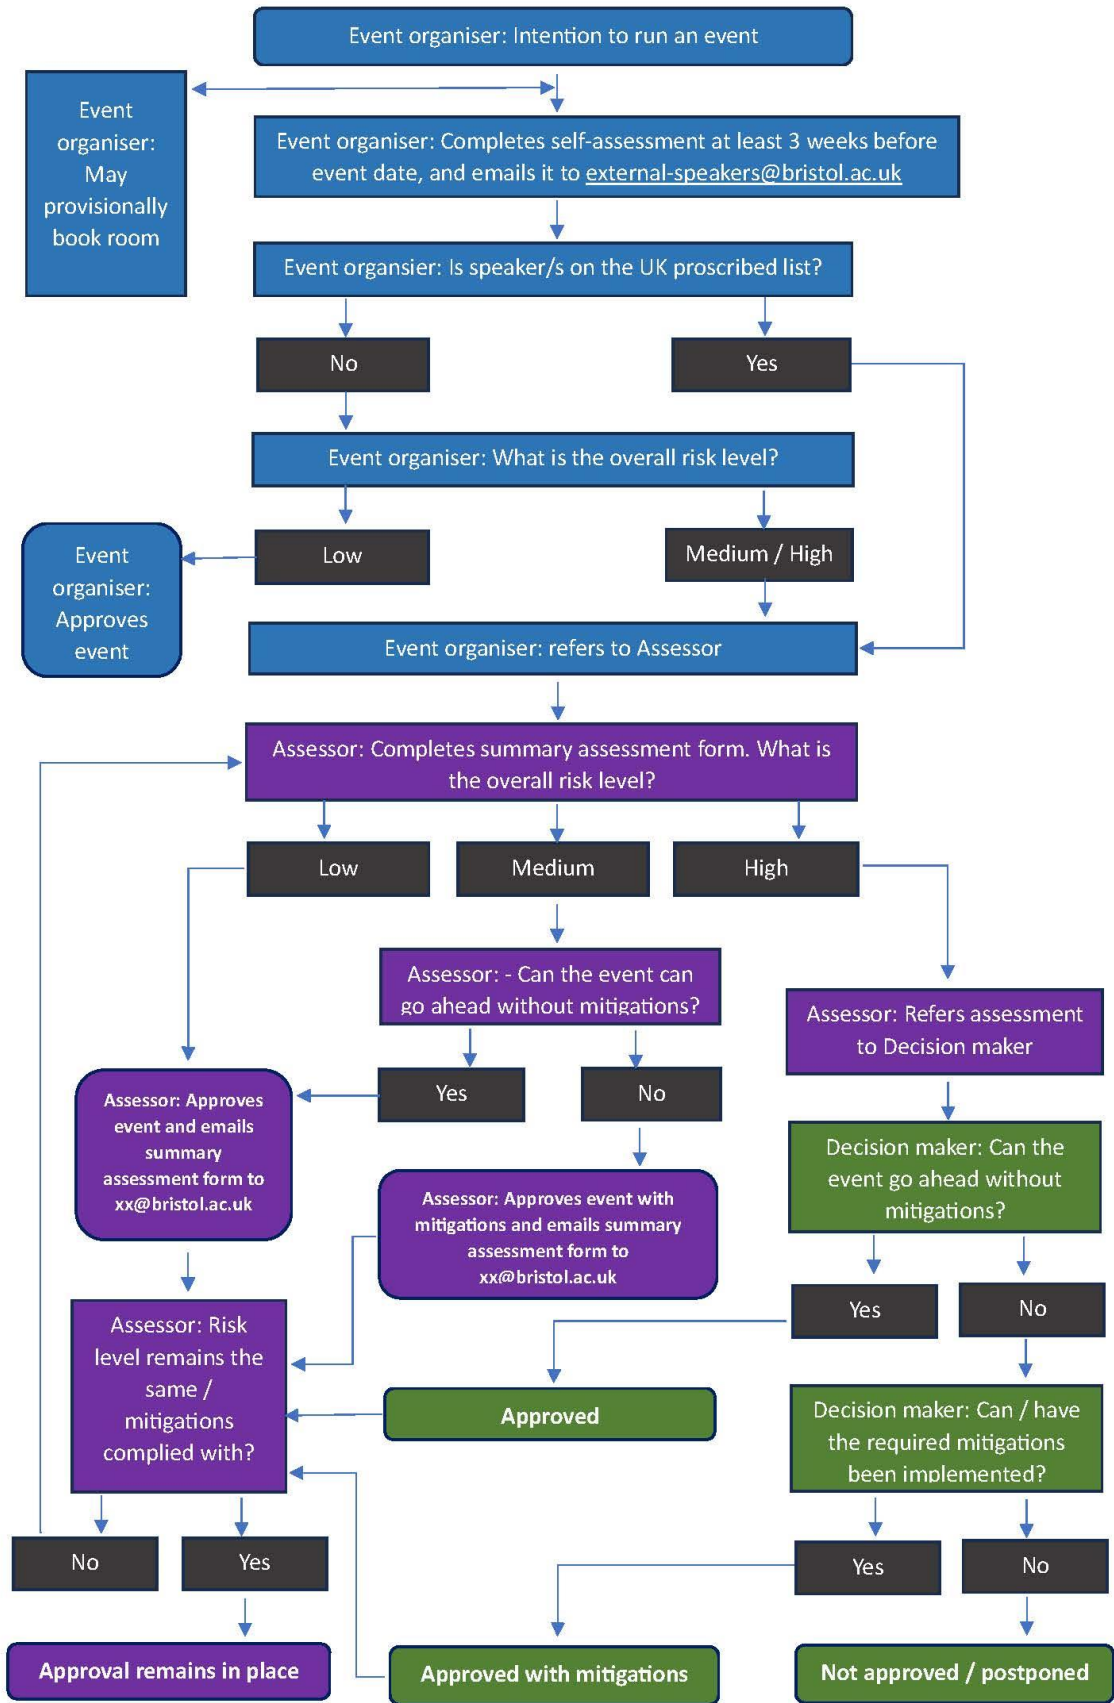 Event organiser: Intention to run an event
Event
organiser:
May
provisionally
book room
Event organiser: Completes self-assessment at least 3 weeks before
event date, and emails it to external-speakers@bristol.ac.uk
Event organsier: Is speaker/s on the UK proscribed list?
No
Yes
Event organiser: What is the overall risk level?
Event
organiser:
Approves
event
Low
Medium / High
Event organiser: refers to Assessor
Assessor: Completes summary assessment form. What is
the overall risk level?
Low
Medium
High
Assessor: - Can the event can
go ahead without mitigations?
Assessor: Refers assessment
to Decision maker
Yes
No
Assessor: Approves
event and emails
summary
assessment form to
xx@bristol.ac.uk
Decision maker: Can the
event go ahead without
mitigations?
Assessor: Approves event with
mitigations and emails summary
assessment form to
xx@bristol.ac.uk
Yes
No
Assessor: Risk
level remains the
same /
mitigations
complied with?
Approved
Decision maker: Can / have
the required mitigations
been implemented?
No
Yes
Yes
No
Approval remains in place
Approved with mitigations
Not approved / postponed